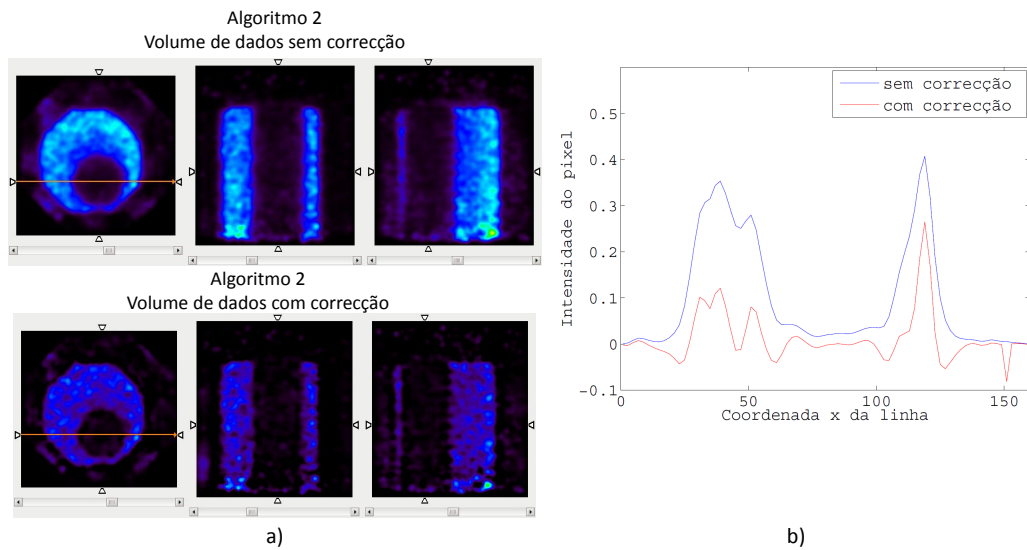 Algoritmo 2
Volume de dados sem correcção
Algoritmo 2
Volume de dados com correcção
a)
sem correcção
com correcção
Intensidade do pixel
0.5
0.4
0.3
0.2
0.1
0
-0.1
0
50
100
150
Coordenada x da linha
b)